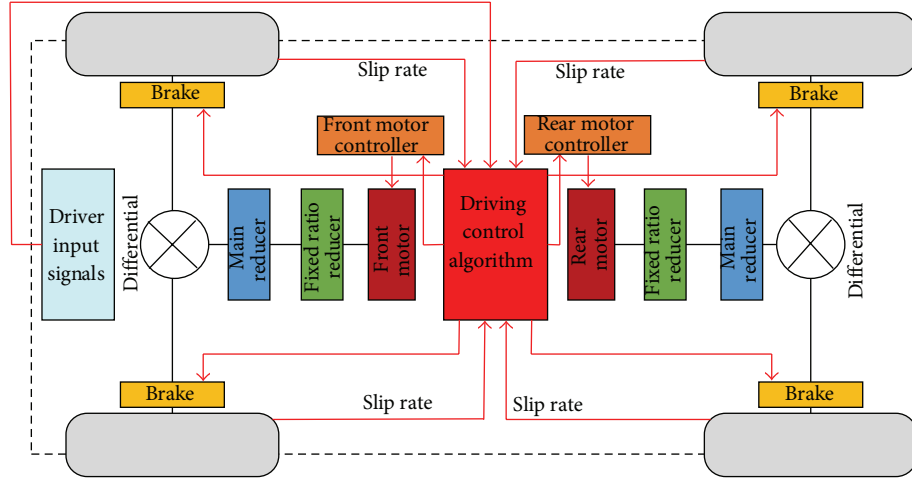 Slip rate
Slip rate
Brake
Brake
Front motor
controller
Rear motor
controller
Driver
input
signals
Differential
Main
reducer
Fixed ratio
reducer
Front
motor
Driving
control
algorithm
Rear
motor
Fixed ratio
reducer
Main
reducer
Differential
Brake
Brake
Slip rate
Slip rate